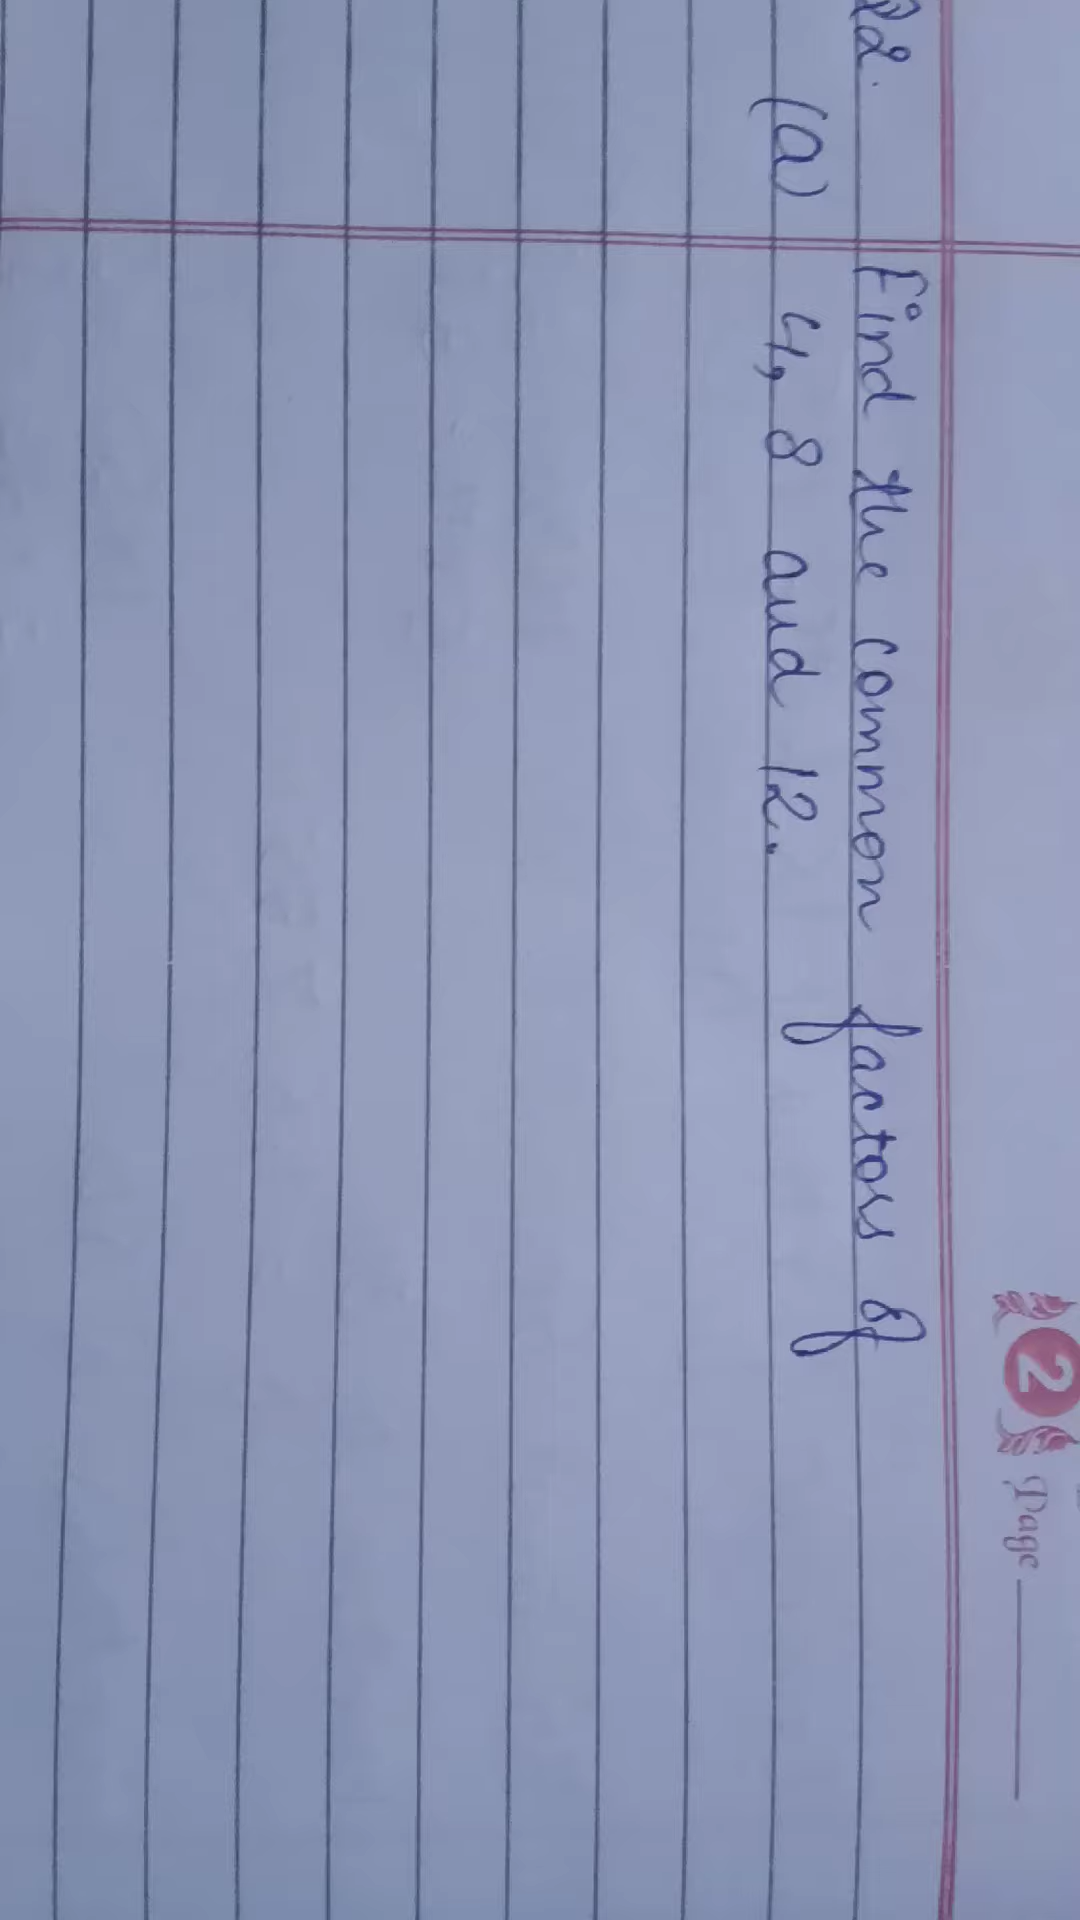 2
Page
Q2. Find the common factors of
(a) 4, 8 and 12.